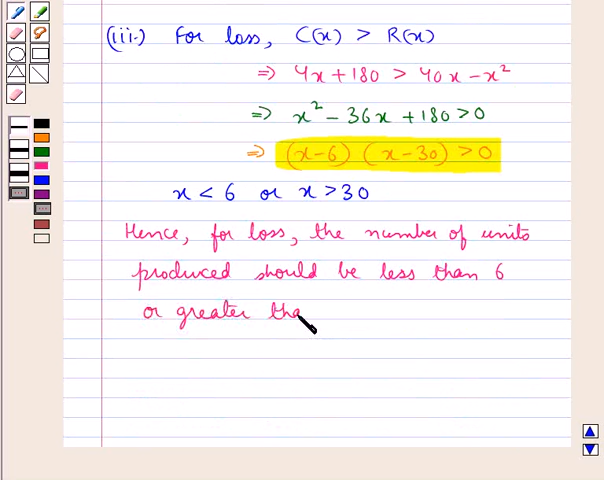 (iii.) For loss, C(x) > R(x)
⇒ 4x + 180 > 40x - x²
⇒ x² - 36x + 180 > 0
⇒ (x-6) (x-30) > 0
x < 6 or x > 30
Hence, for loss, the number of units
produced should be less than 6
or greater tha